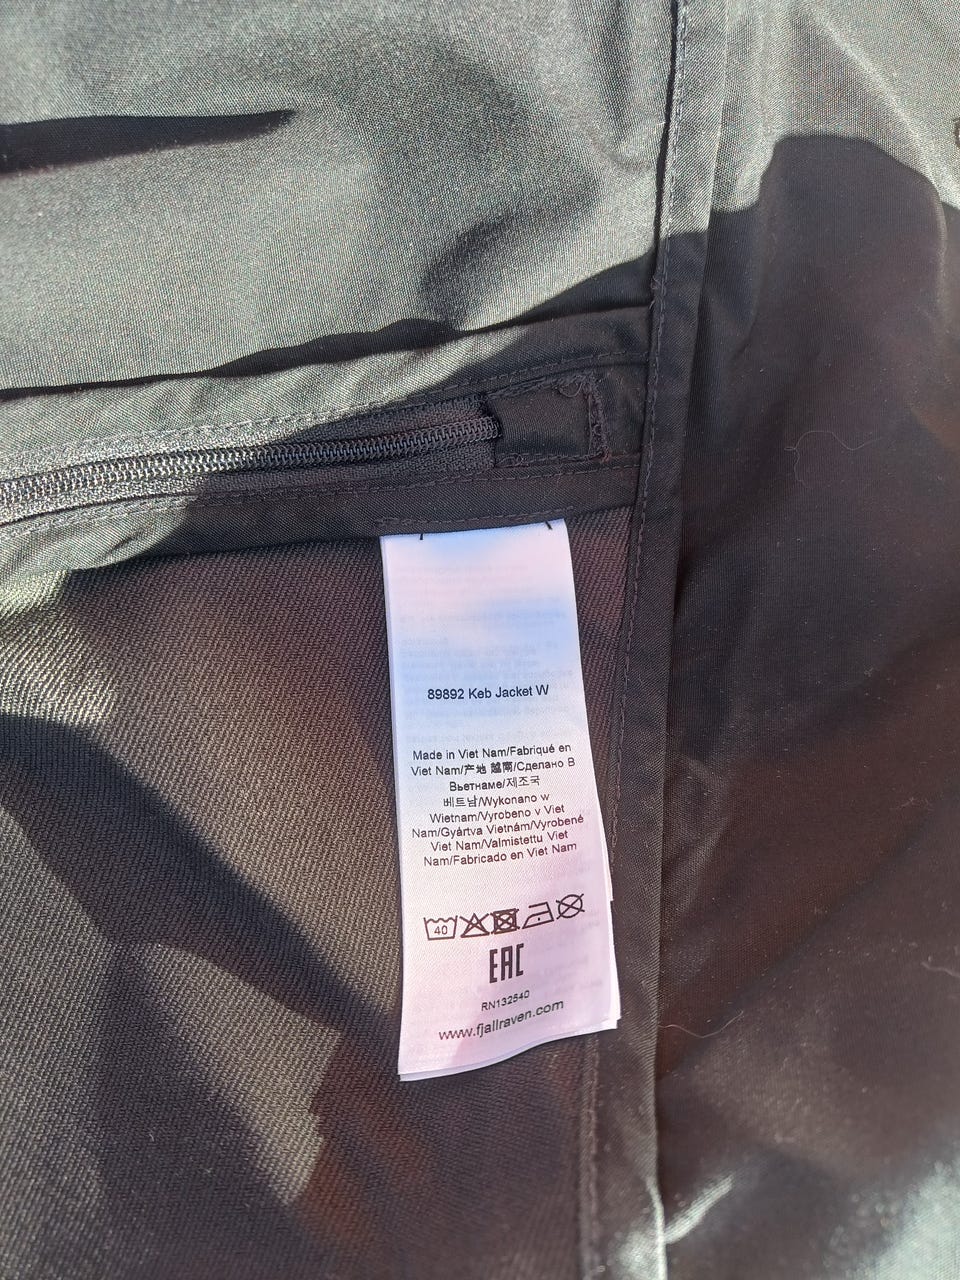 89892 Keb Jacket W
Made in Viet Nam/Fabriqué en
Viet Nam/产地 越南/Сделано В
Вьетнаме/제조국
베트남/Wykonano w
Wietnam/Vyrobeno v Viet
Nam/Gyártva Vietnám/Vyrobené
Viet Nam/Valmistettu Viet
Nam/Fabricado en Viet Nam
40
EAC
RN132540
www.fjallraven.com